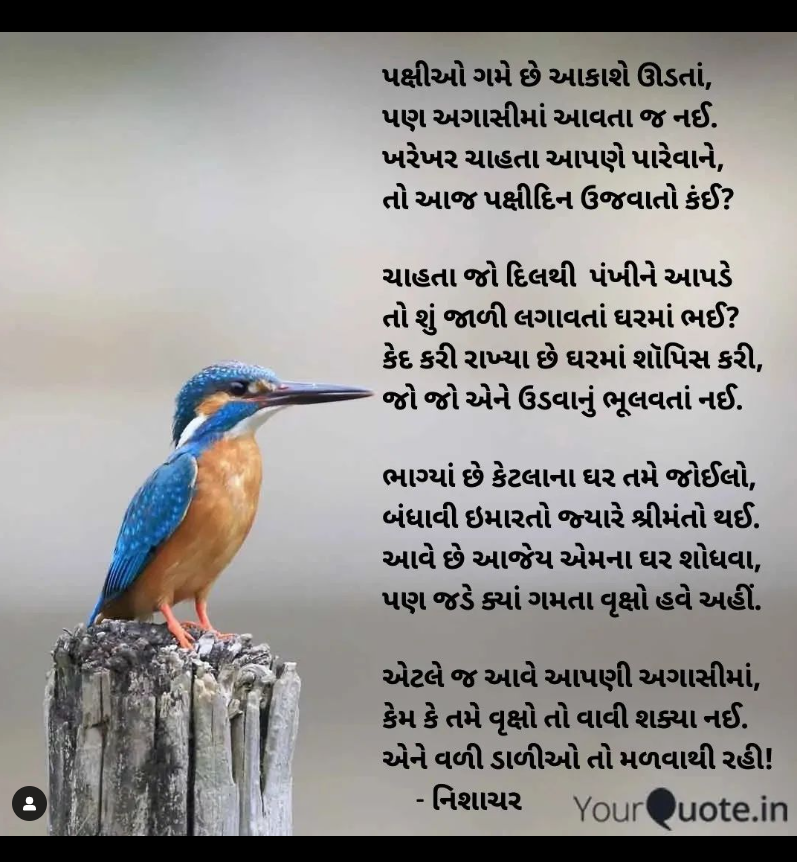 પક્ષીઓ ગમે છે આકાશે ઊડતાં,
પણ અગાસીમાં આવતા જ નઈ.
ખરેખર ચાહતા આપણે પારેવાને,
તો આજ પક્ષીદિન ઉજવાતો કંઈ?

ચાહતા જો દિલથી પંખીને આપડે
તો શું જાળી લગાવતાં ઘરમાં ભઈ?
કેદ કરી રાખ્યા છે ઘરમાં શૉપિસ કરી,
જો જો એને ઉડવાનું ભૂલવતાં નઈ.

ભાગ્યાં છે કેટલાના ઘર તમે જોઈલો,
બંધાવી ઇમારતો જ્યારે શ્રીમંતો થઈ.
આવે છે આજેય એમના ઘર શોધવા,
પણ જડે ક્યાં ગમતા વૃક્ષો હવે અહીં.

એટલે જ આવે આપણી અગાસીમાં,
કેમ કે તમે વૃક્ષો તો વાવી શક્યા નઈ.
એને વળી ડાળીઓ તો મળવાથી રહી!
- નિશાચર
YourQuote.in